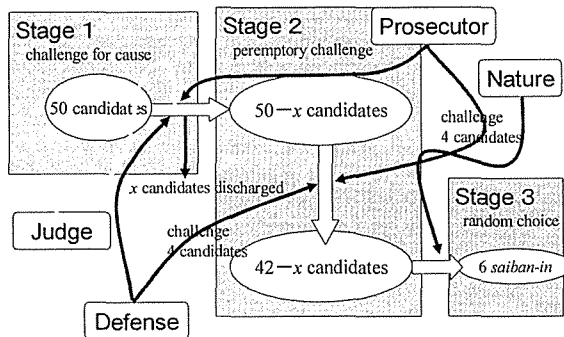 Stage 1
challenge for cause
50 candidates
x candidates discharged
Judge
Defense
Stage 2
peremptory challenge
50－x candidates
challenge
4 candidates
42－x candidates
Prosecutor
Nature
challenge
4 candidates
Stage 3
random choice
6 saiban-in